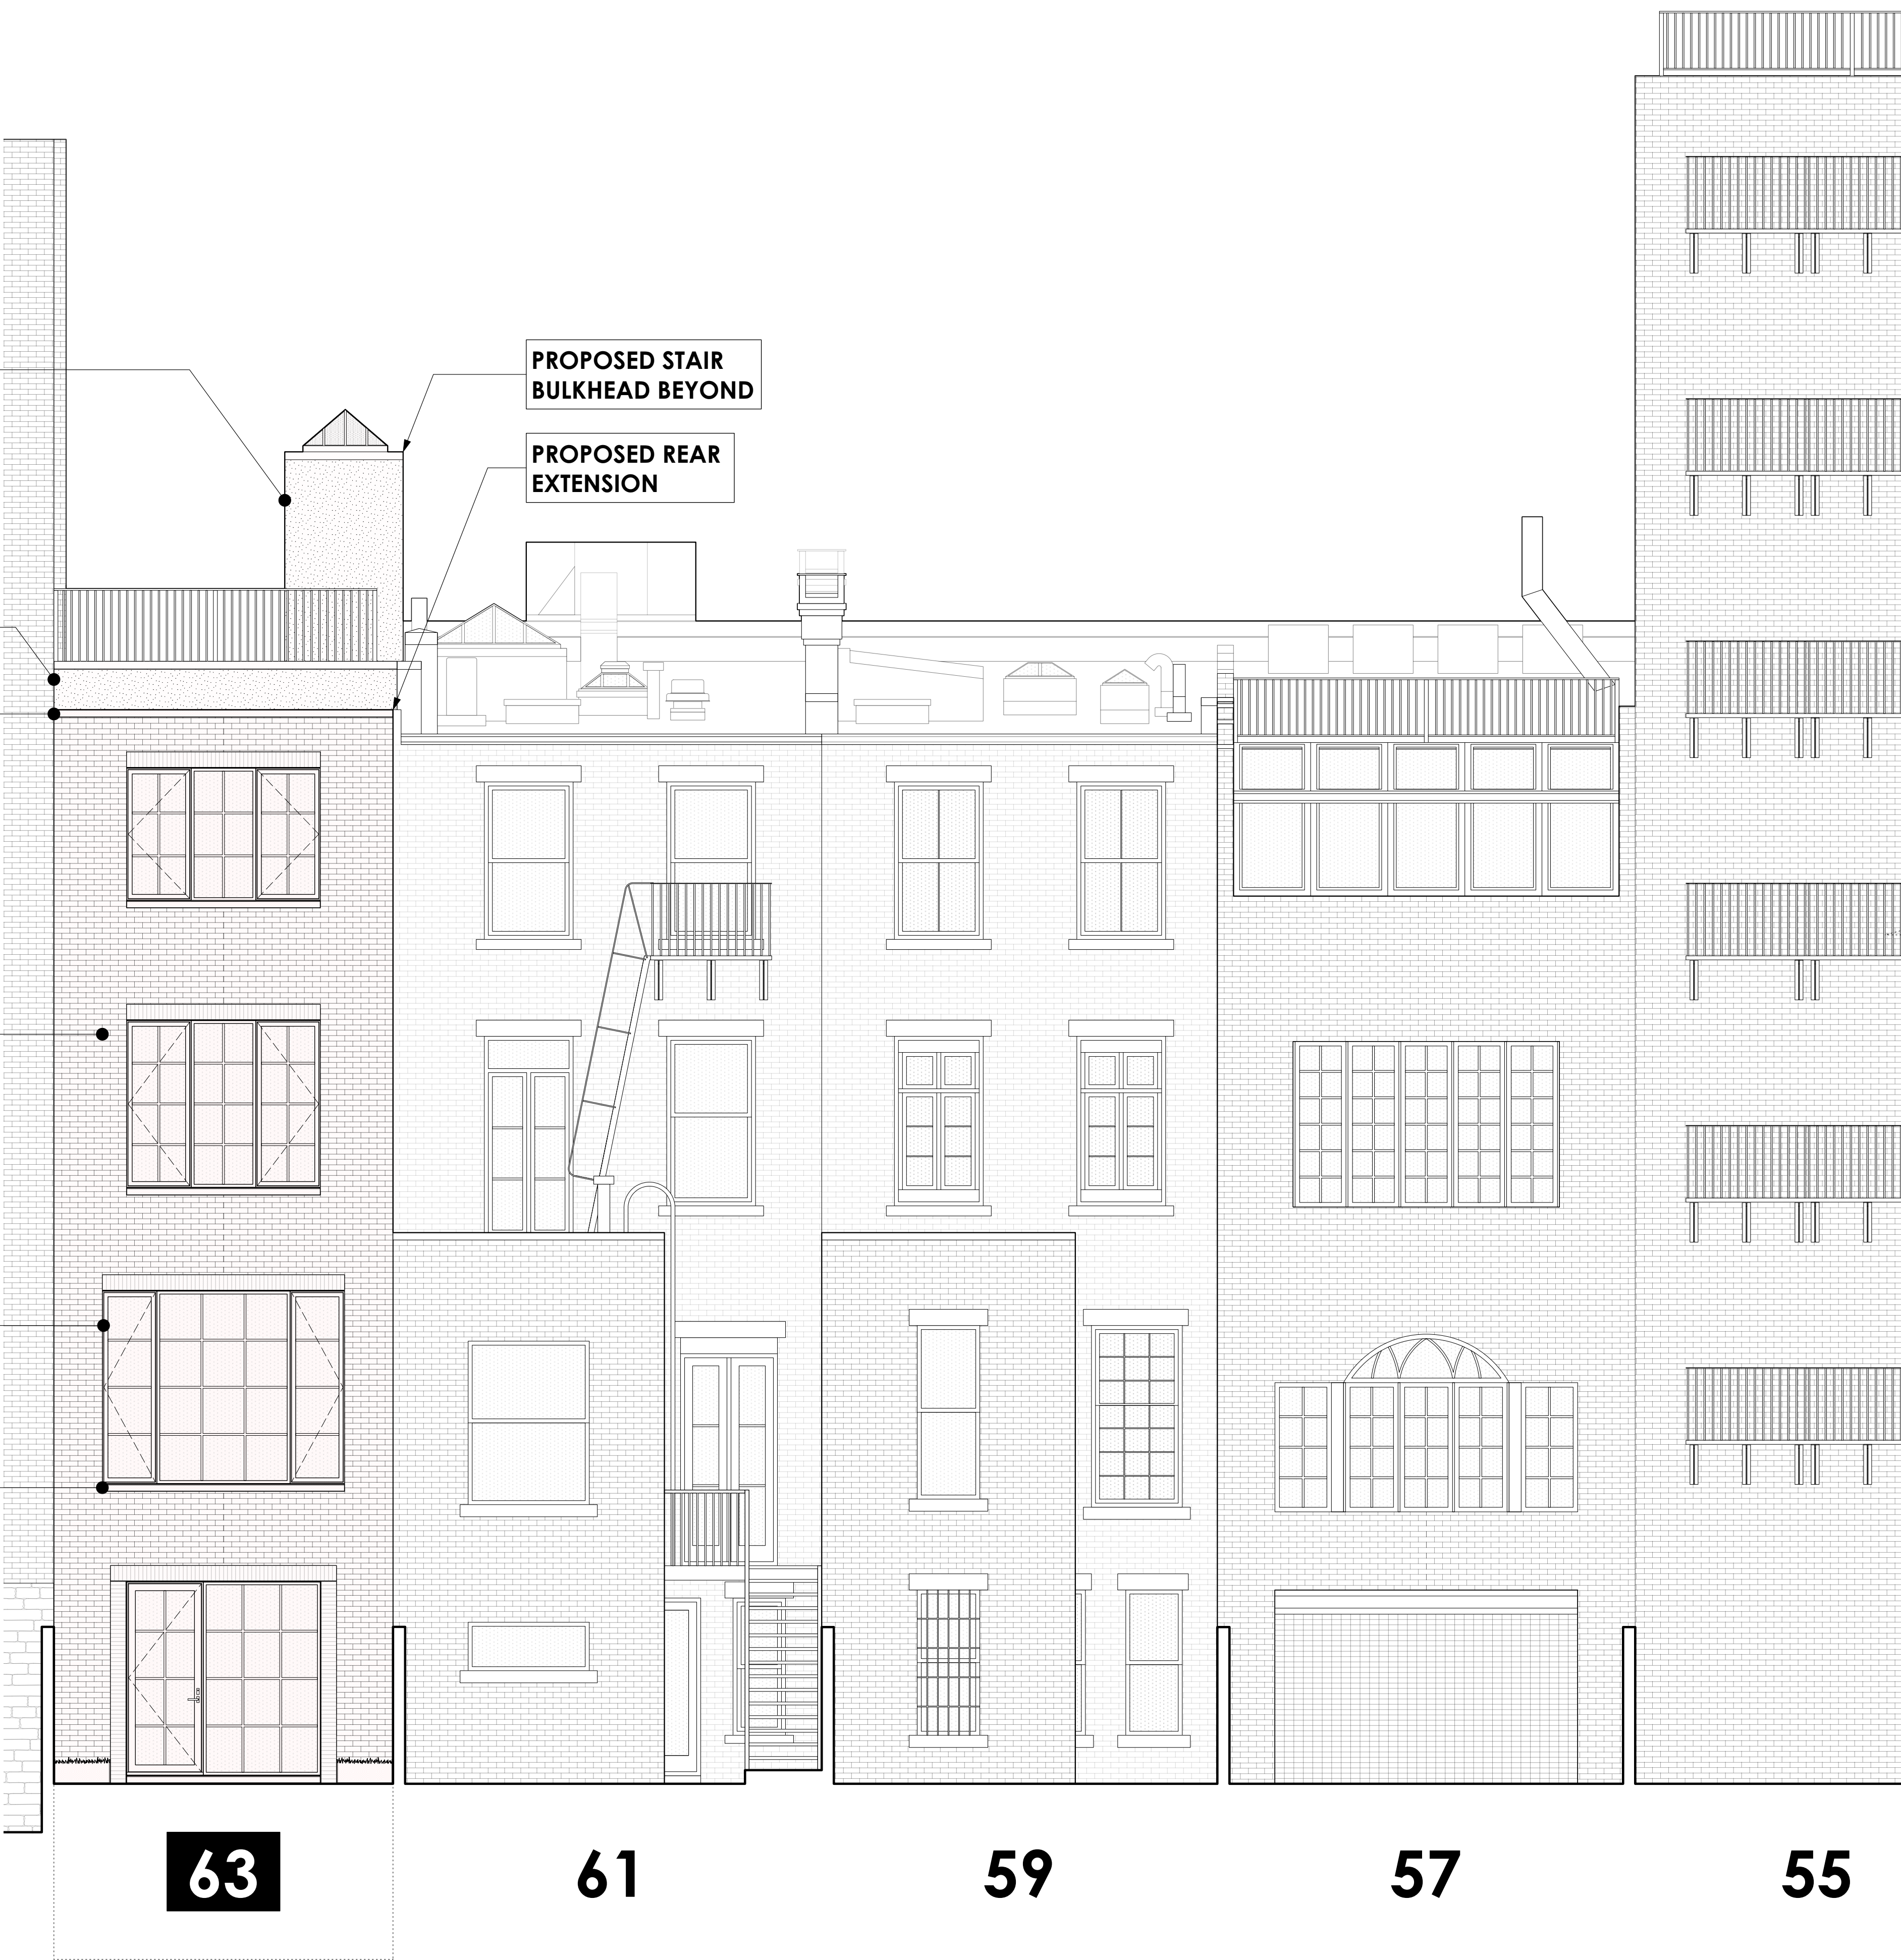 PROPOSED STAIR
BULKHEAD BEYOND
PROPOSED REAR
EXTENSION
63
61
59
57
55